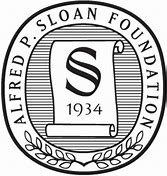 ALFRED P. SLOAN FOUNDATION
S
1934